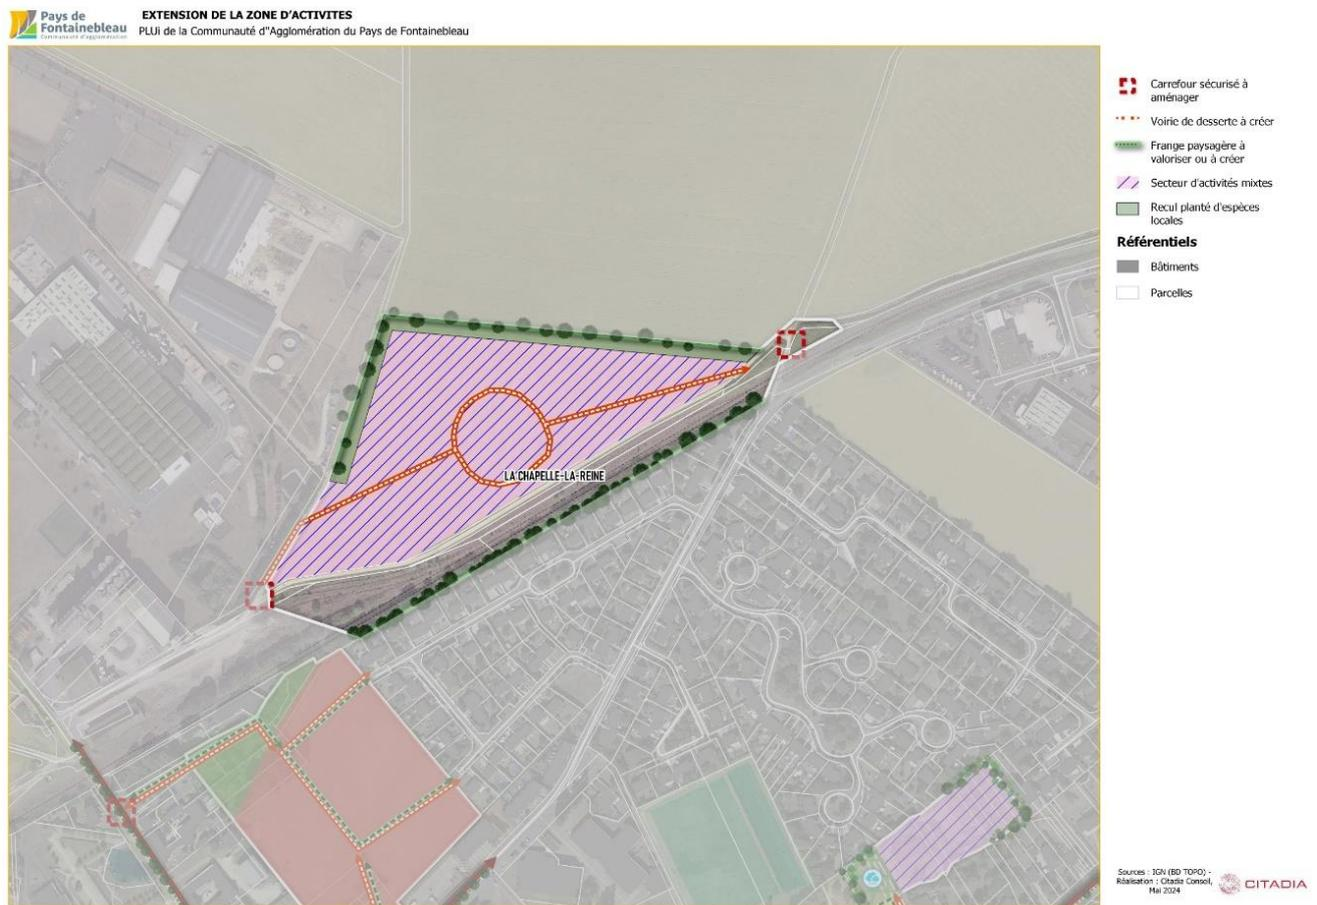 Pays de
Fontainebleau
Communauté d'agglomération
EXTENSION DE LA ZONE D'ACTIVITES
PLUi de la Communauté d"Agglomération du Pays de Fontainebleau
Carrefour sécurisé à
aménager
Voirie de desserte à créer
Frange paysagère à
valoriser ou à créer
Secteur d'activités mixtes
Recul planté d'espèces
locales
Référentiels
Bâtiments
Parcelles
LA CHAPELLE-LA-REINE
Sources : IGN (BD TOPO) -
Réalisation : Citadia Conseil,
Mai 2024
CITADIA